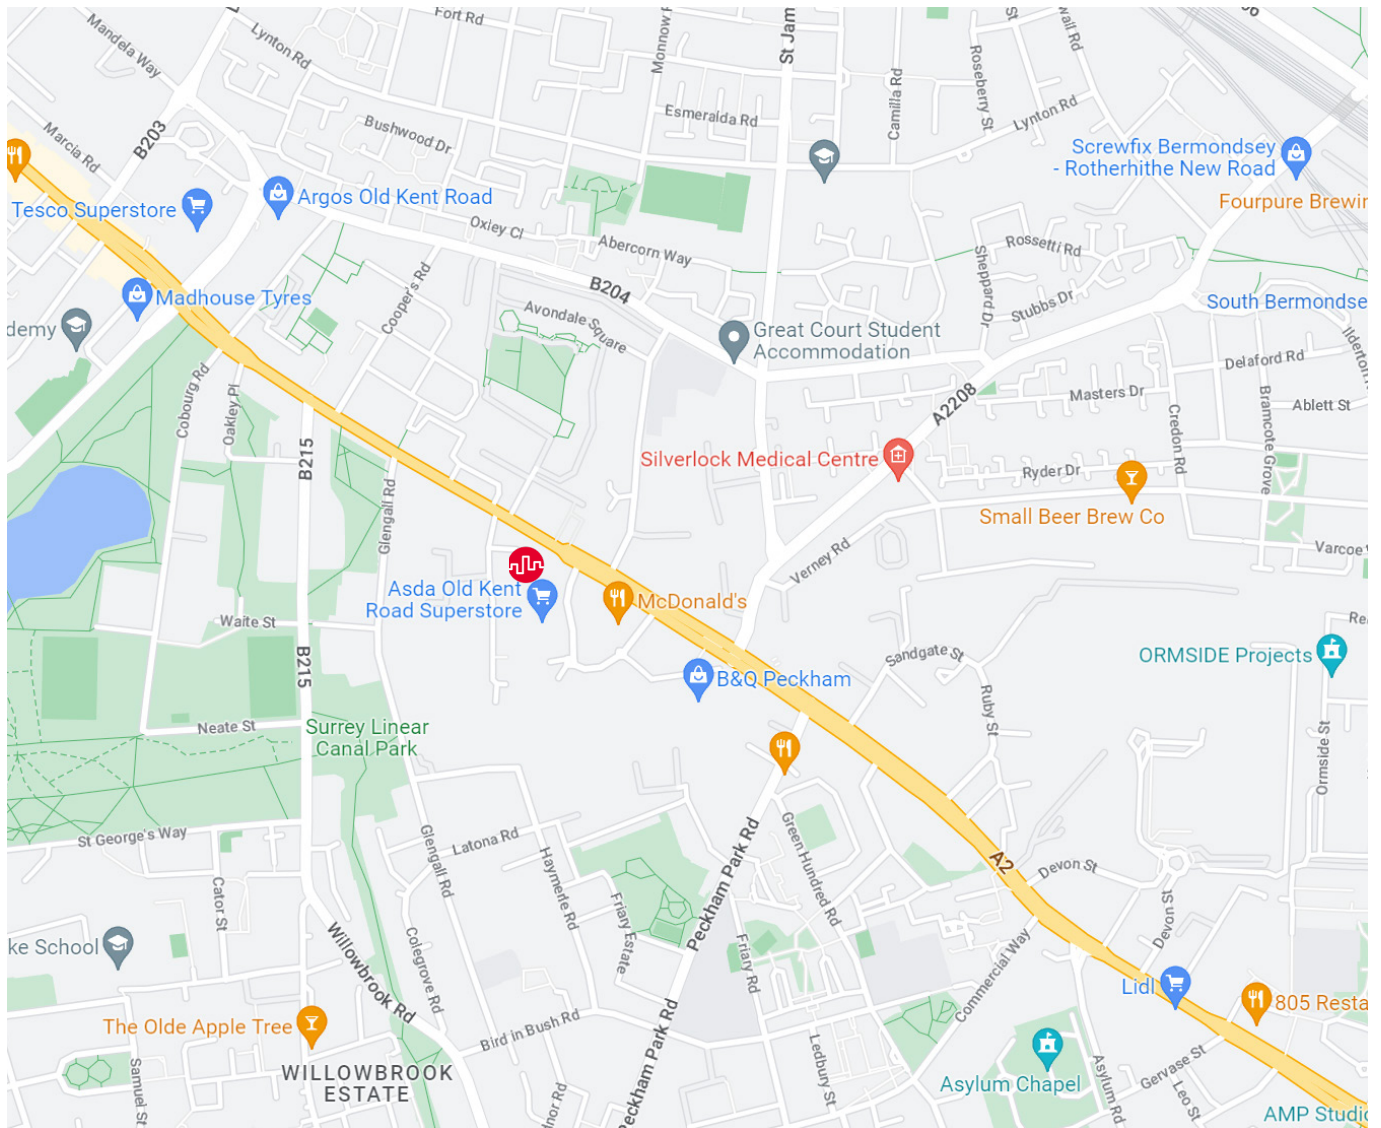 Fort Rd
Monnow
St Jam
Mandela Way
Lynton Rd
Camilla Rd
Roseberry St
Lynton Rd
Esmeralda Rd
Marcia Rd
B203
Bushwood Dr
Screwfix Bermondsey
- Rotherhithe New Road
Fourpure Brewin
Argos Old Kent Road
Tesco Superstore
Oxley Cl
Abercorn Way
Rossetti Rd
Sheppard Dr
Cooper's Rd
B204
Stubbs Dr
South Bermondse
Madhouse Tyres
Avondale Square
Great Court Student
Accommodation
demy
Delaford Rd
Cobourg Rd
Oakley Pl
A2208
Masters Dr
Ablett St
Credon Rd
Bramcote Grove
B215
Silverlock Medical Centre
Ryder Dr
Glengall Rd
Small Beer Brew Co
Verney Rd
Varcoe
Asda Old Kent
Road Superstore
McDonald's
Waite St
Re
B215
Sandgate St
ORMSIDE Projects
B&Q Peckham
Ruby St
Neate St
Surrey Linear
Canal Park
Ormside St
St George's Way
Glengall Rd
Latona Rd
Haymerle Rd
Green Hundred Rd
Peckham Park Rd
A2
Devon St
Cator St
Friary Estate
Devon St
ke School
Willowbrook Rd
Colegrove Rd
Friary Rd
Commercial Way
Lidl
805 Resta
The Olde Apple Tree
Bird in Bush Rd
Peckham Park Rd
Ledbury St
WILLOWBROOK
ESTATE
Asylum Chapel
Asylum Rd
Gervase St
Leo St
Samuel St
nor Rd
AMP Studio